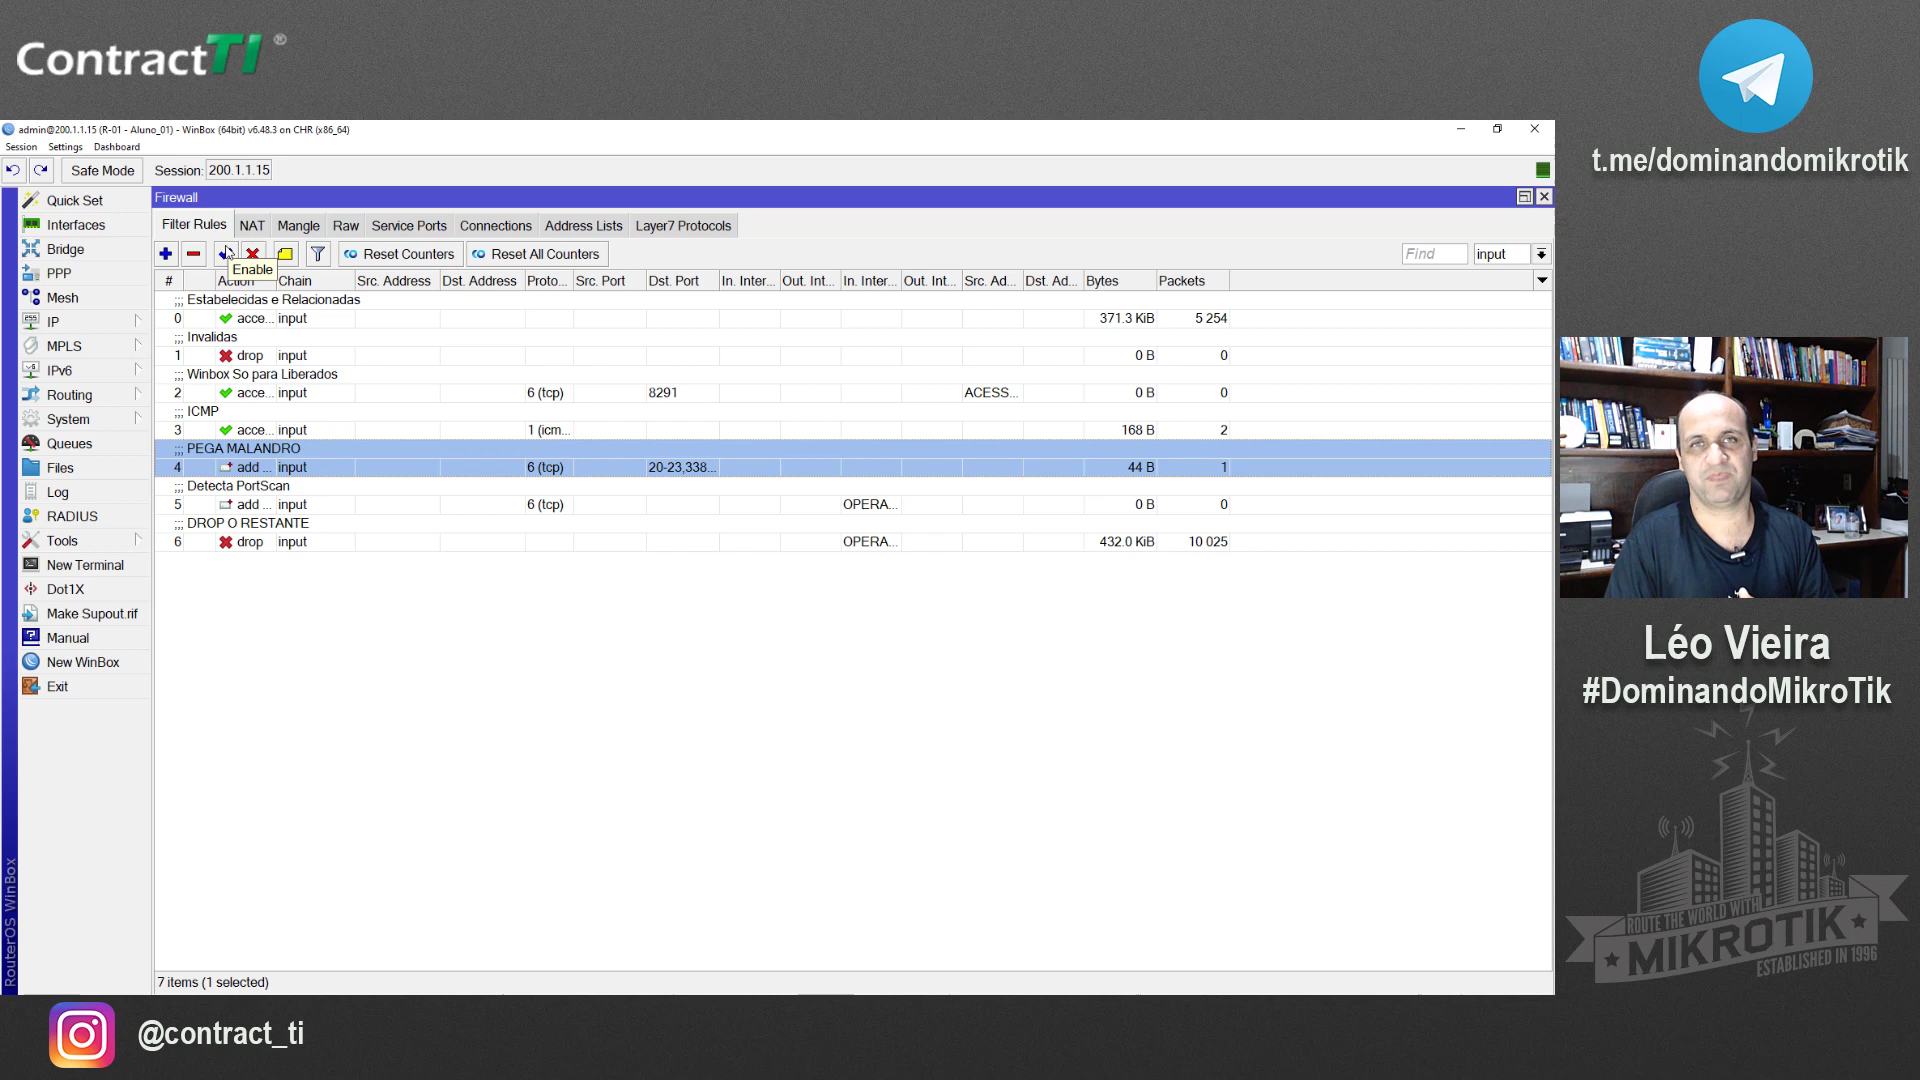 ContractTI ®
t.me/dominandomikrotik
admin@200.1.1.15 (R-01 - Aluno_01) - WinBox (64bit) v6.48.3 on CHR (x86_64)
Session Settings Dashboard
Safe Mode Session: 200.1.1.15
Quick Set
Interfaces
Bridge
PPP
Mesh
IP
MPLS
IPv6
Routing
System
Queues
Files
Log
RADIUS
Tools
New Terminal
Dot1X
Make Supout.rif
Manual
New WinBox
Exit
RouterOS WinBox
Firewall
Filter Rules NAT Mangle Raw Service Ports Connections Address Lists Layer7 Protocols
Reset Counters Reset All Counters Find input
Enable
# Action Chain Src. Address Dst. Address Proto... Src. Port Dst. Port In. Inter... Out. Int... In. Inter... Out. Int... Src. Ad... Dst. Ad... Bytes Packets
;;; Estabelecidas e Relacionadas
0 acce... input 371.3 KiB 5 254
;;; Invalidas
1 drop input 0 B 0
;;; Winbox So para Liberados
2 acce... input 6 (tcp) 8291 ACESS... 0 B 0
;;; ICMP
3 acce... input 1 (icm... 168 B 2
;;; PEGA MALANDRO
4 add ... input 6 (tcp) 20-23,338... 44 B 1
;;; Detecta PortScan
5 add ... input 6 (tcp) OPERA... 0 B 0
;;; DROP O RESTANTE
6 drop input OPERA... 432.0 KiB 10 025
7 items (1 selected)
Léo Vieira
#DominandoMikroTik
ROUTE THE WORLD WITH
MIKROTIK
ESTABLISHED IN 1996
@contract_ti